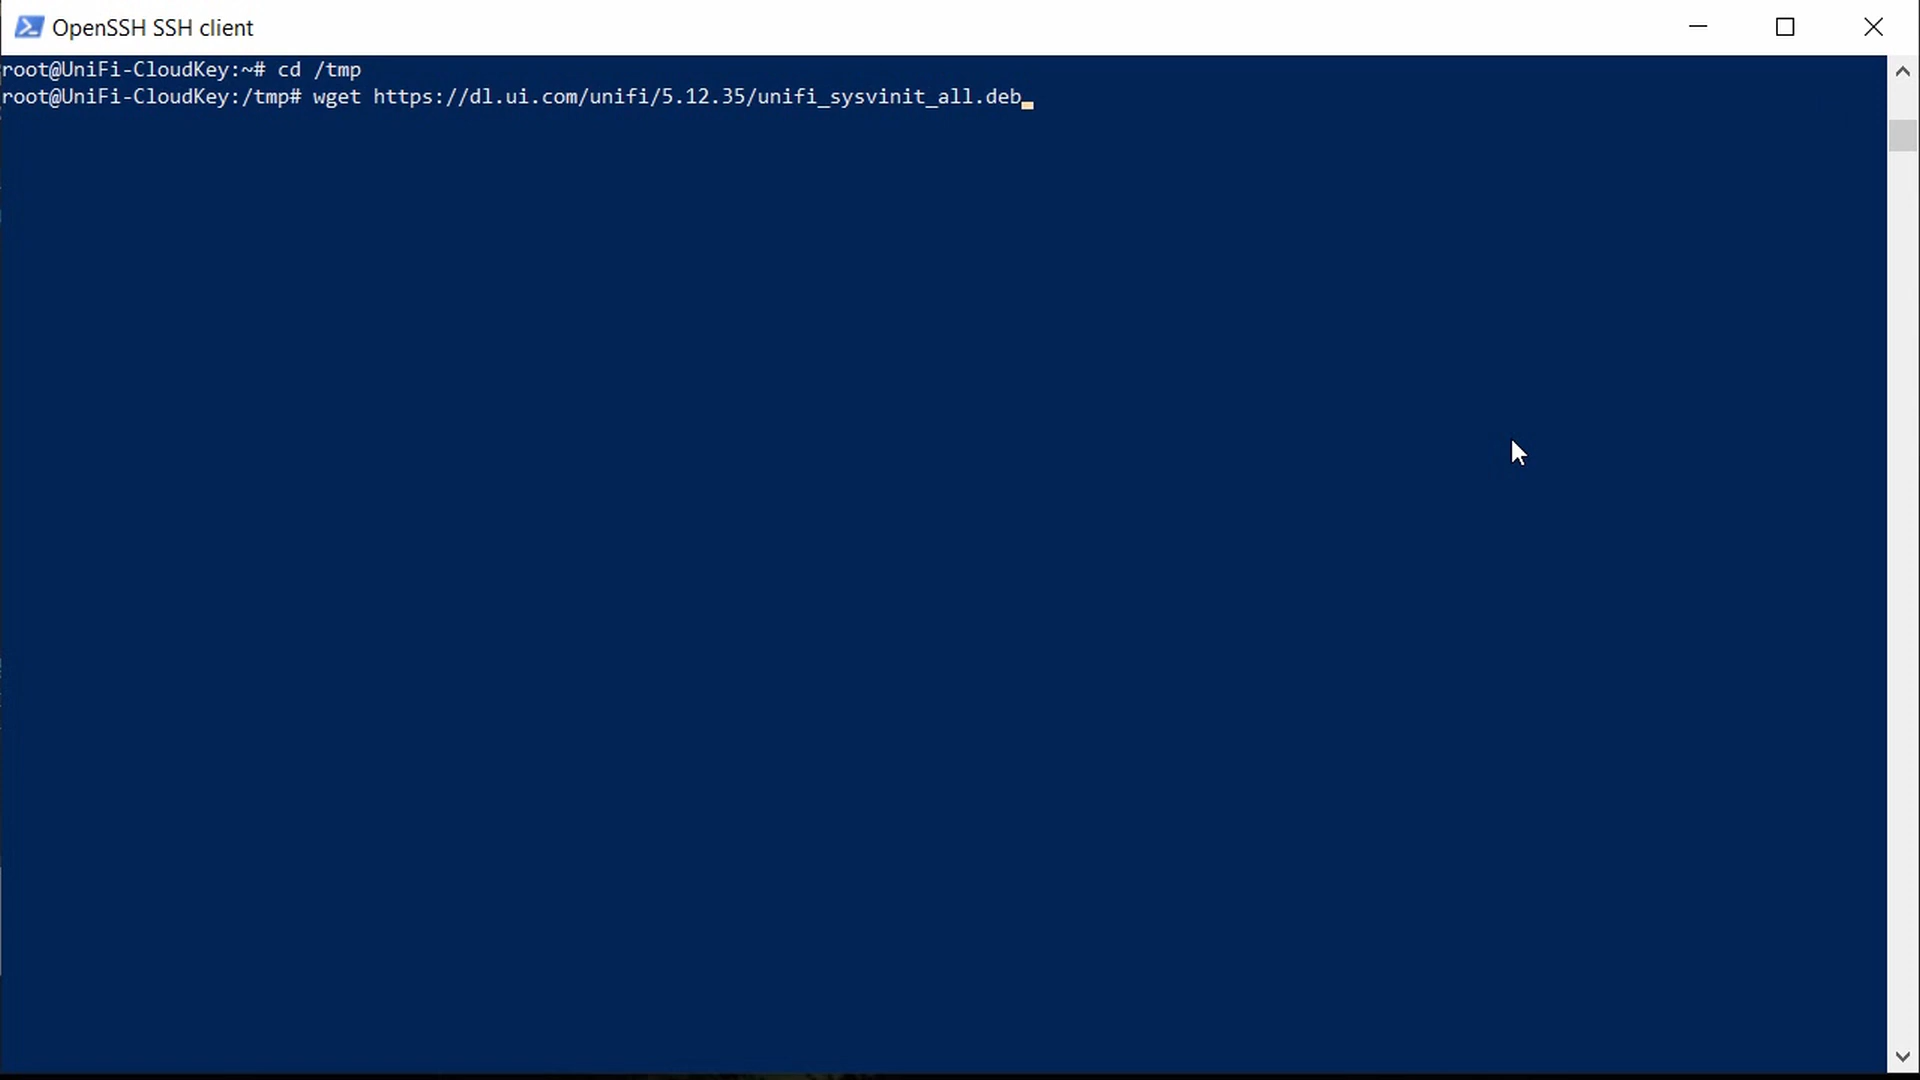 OpenSSH SSH client
root@UniFi-CloudKey:~# cd /tmp
root@UniFi-CloudKey:/tmp# wget https://dl.ui.com/unifi/5.12.35/unifi_sysvinit_all.deb